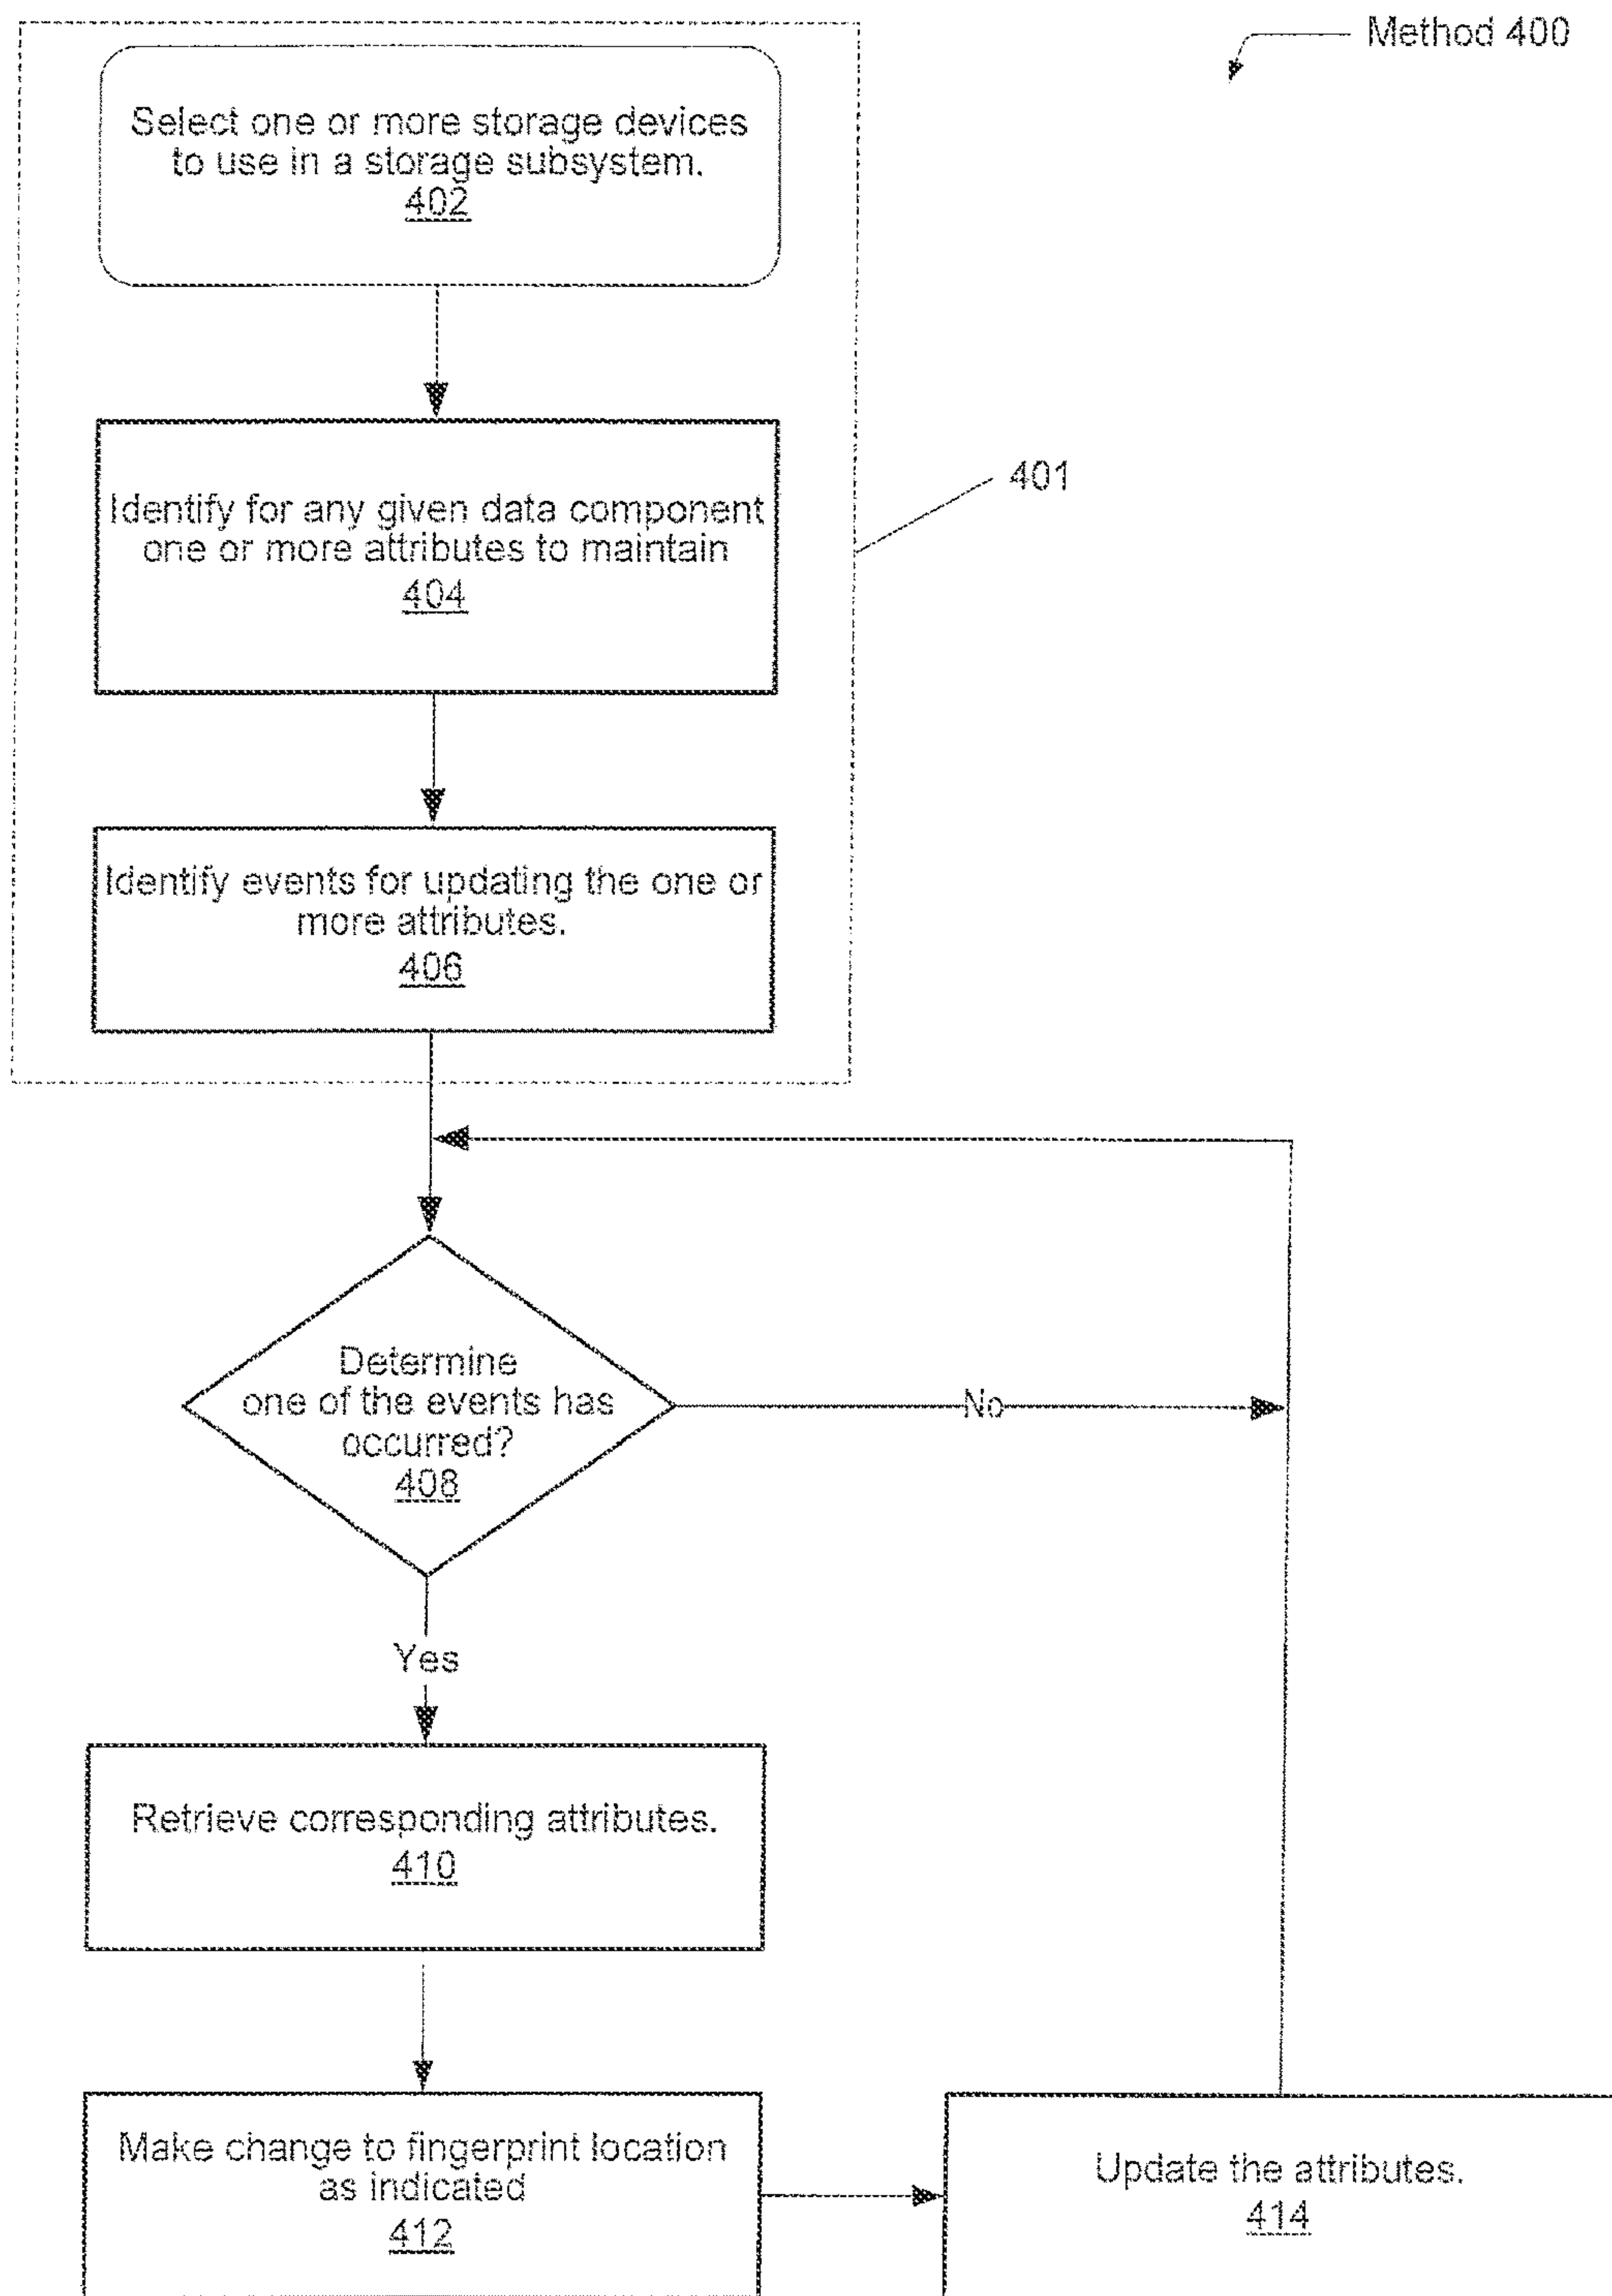 Method 400
Select one or more storage devices
to use in a storage subsystem.
402
Identify for any given data component
one or more attributes to maintain
404
401
Identify events for updating the one or
more attributes.
406
Determine
one of the events has
occurred?
408
No
Yes
Retrieve corresponding attributes.
410
Make change to fingerprint location
as indicated
412
Update the attributes.
414